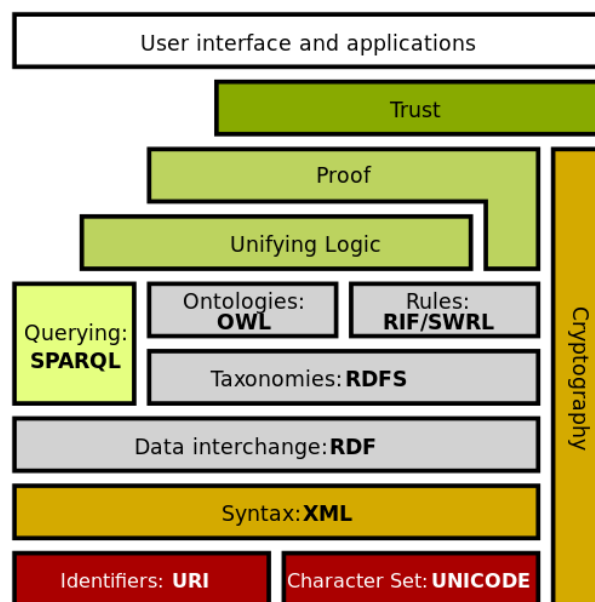 User interface and applications
Trust
Proof
Unifying Logic
Ontologies:
OWL
Rules:
RIF/SWRL
Querying:
SPARQL
Taxonomies: RDFS
Cryptography
Data interchange: RDF
Syntax: XML
Identifiers: URI
Character Set: UNICODE